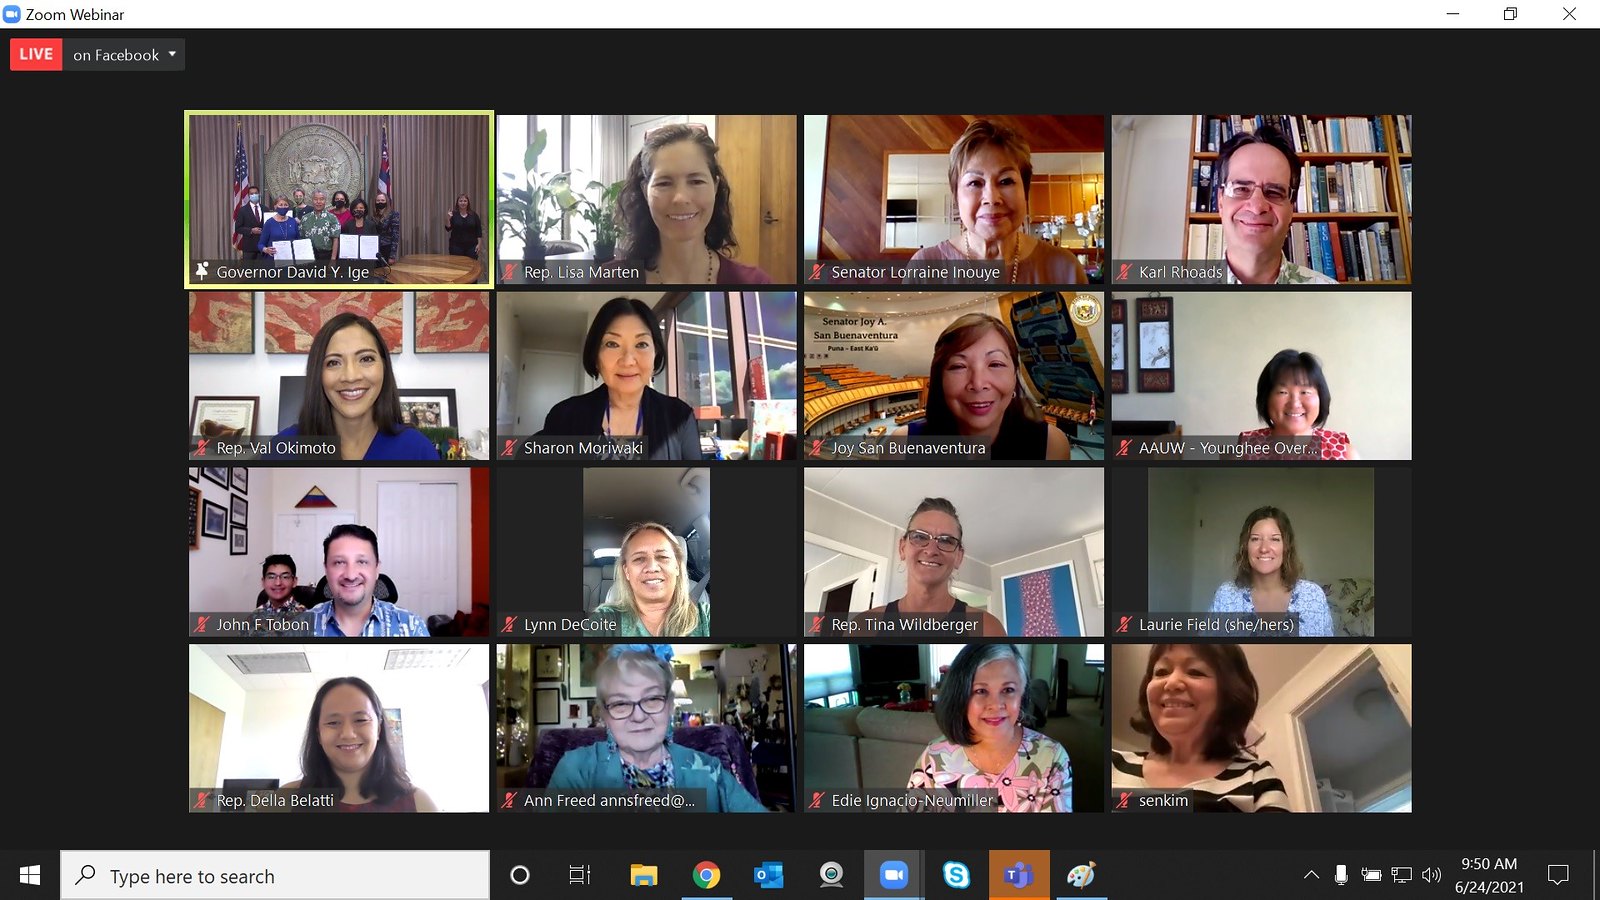 Zoom Webinar
LIVE on Facebook
Governor David Y. Ige
Rep. Lisa Marten
Senator Lorraine Inouye
Karl Rhoads
Senator Joy A.
San Buenaventura
Puna – East Ka'ū
Rep. Val Okimoto
Sharon Moriwaki
Joy San Buenaventura
AAUW - Younghee Over...
John F Tobon
Lynn DeCoite
Rep. Tina Wildberger
Laurie Field (she/hers)
Rep. Della Belatti
Ann Freed annsfreed@...
Edie Ignacio-Neumiller
senkim
Type here to search
9:50 AM
6/24/2021